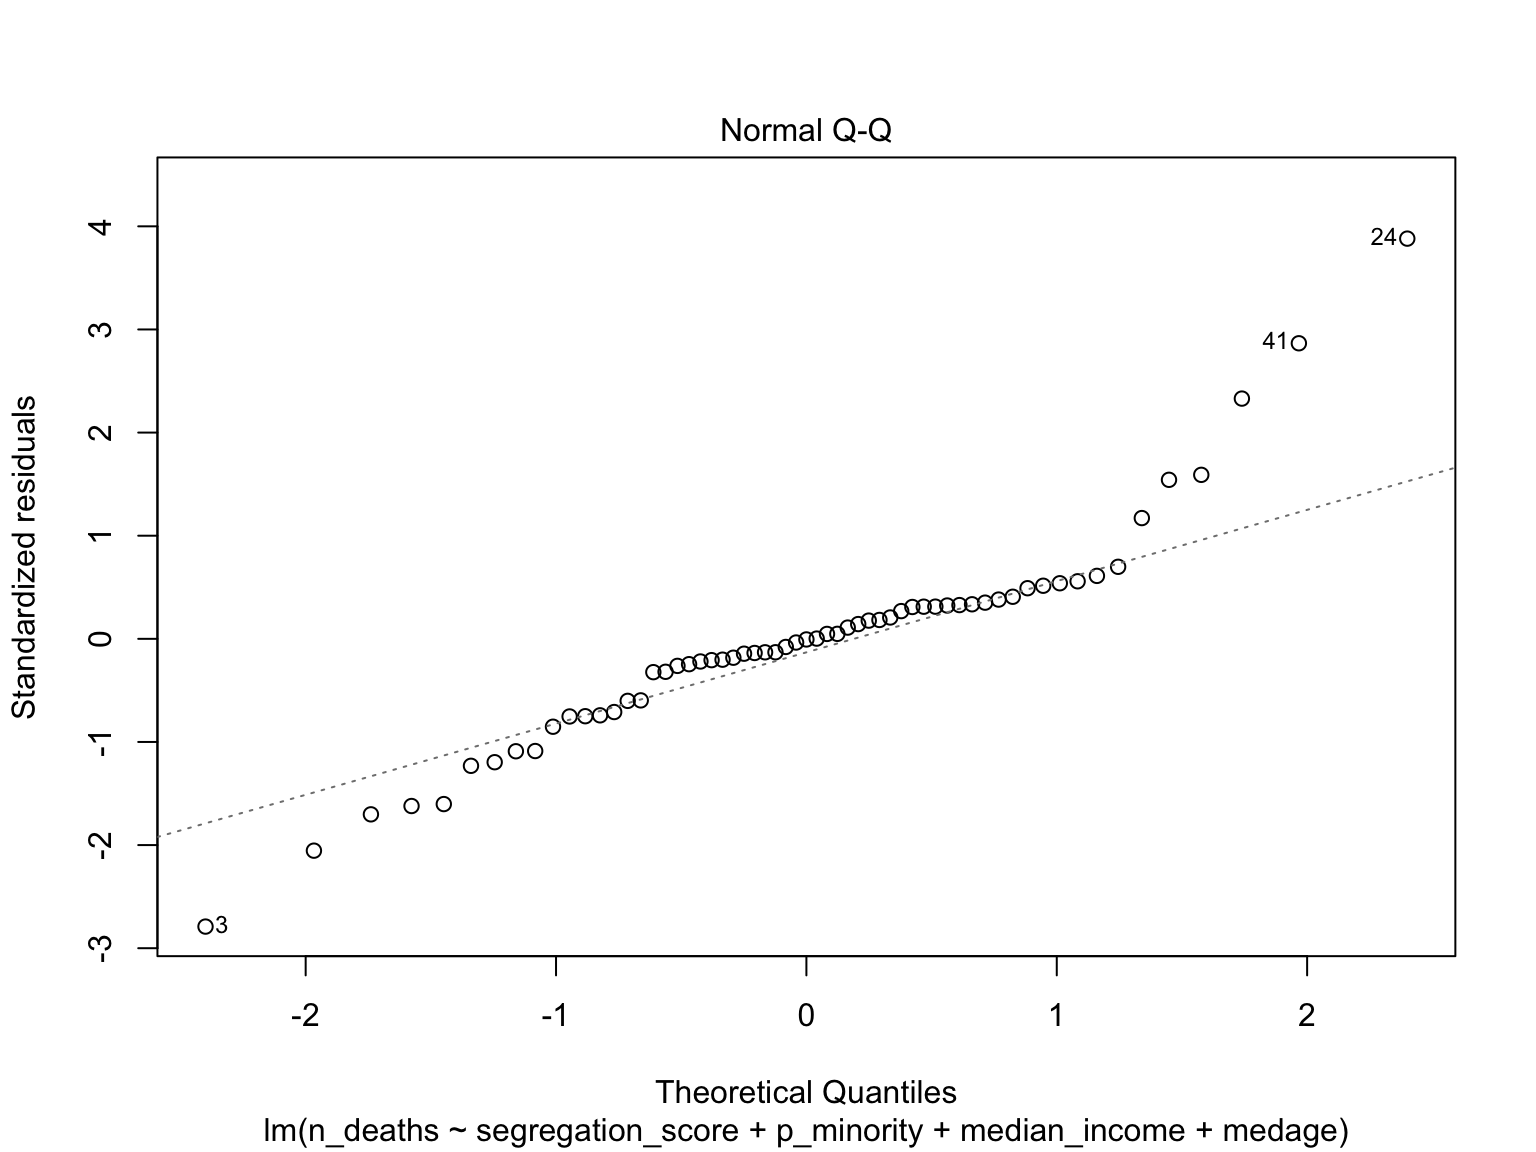 Normal Q-Q
Standardized residuals
4
3
2
1
0
-1
-2
-3
24
41
3
-2 -1 0 1 2
Theoretical Quantiles
lm(n_deaths ~ segregation_score + p_minority + median_income + medage)